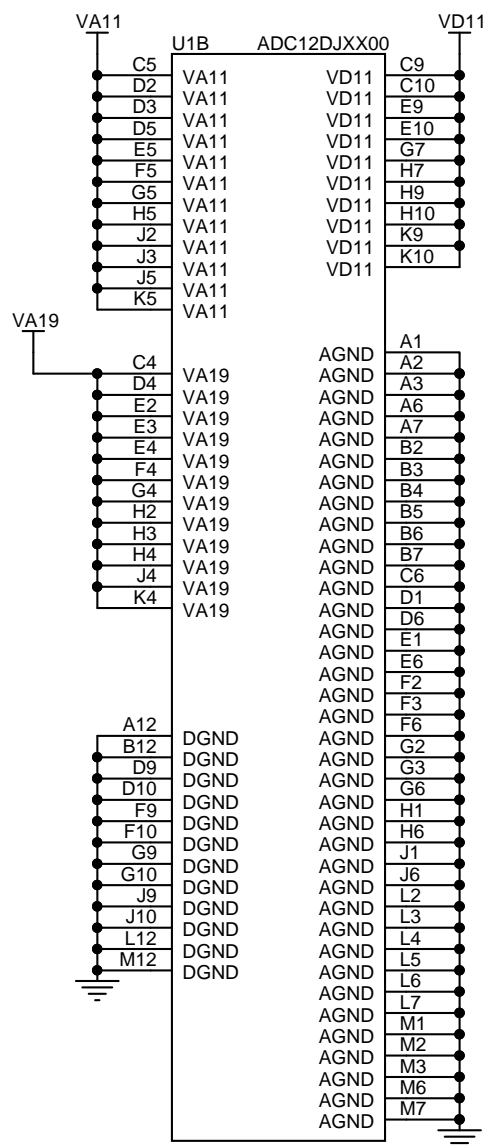 VA11
VD11
U1B ADC12DJXX00
C5 VA11
D2 VA11
D3 VA11
D5 VA11
E5 VA11
F5 VA11
G5 VA11
H5 VA11
J2 VA11
J3 VA11
J5 VA11
K5 VA11
VA19
C4 VA19
D4 VA19
E2 VA19
E3 VA19
E4 VA19
F4 VA19
G4 VA19
H2 VA19
H3 VA19
H4 VA19
J4 VA19
K4 VA19
A12 DGND
B12 DGND
D9 DGND
D10 DGND
F9 DGND
F10 DGND
G9 DGND
G10 DGND
J9 DGND
J10 DGND
L12 DGND
M12 DGND
VD11 C9
VD11 C10
VD11 E9
VD11 E10
VD11 G7
VD11 H7
VD11 H9
VD11 H10
VD11 K9
VD11 K10
AGND A1
AGND A2
AGND A3
AGND A6
AGND A7
AGND B2
AGND B3
AGND B4
AGND B5
AGND B6
AGND B7
AGND C6
AGND D1
AGND D6
AGND E1
AGND E6
AGND F2
AGND F3
AGND F6
AGND G2
AGND G3
AGND G6
AGND H1
AGND H6
AGND J1
AGND J6
AGND L2
AGND L3
AGND L4
AGND L5
AGND L6
AGND L7
AGND M1
AGND M2
AGND M3
AGND M6
AGND M7